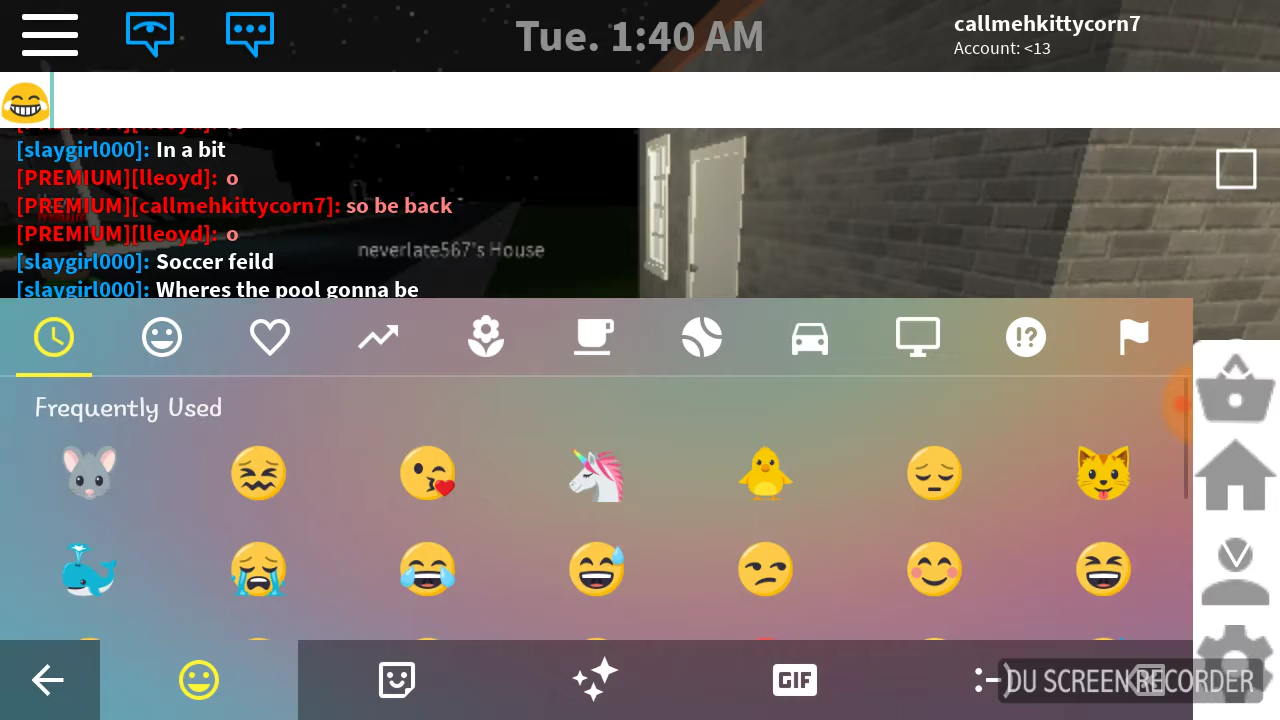 Tue. 1:40 AM
callmehkittycorn7
Account: <13
[slaygirl000]: In a bit
[PREMIUM][lleoyd]: o
[PREMIUM][callmehkittycorn7]: so be back
[PREMIUM][lleoyd]: o
neverlate567's House
[slaygirl000]: Soccer feild
[slaygirl000]: Wheres the pool gonna be
Frequently Used
GIF
:-)
DU SCREEN RECORDER